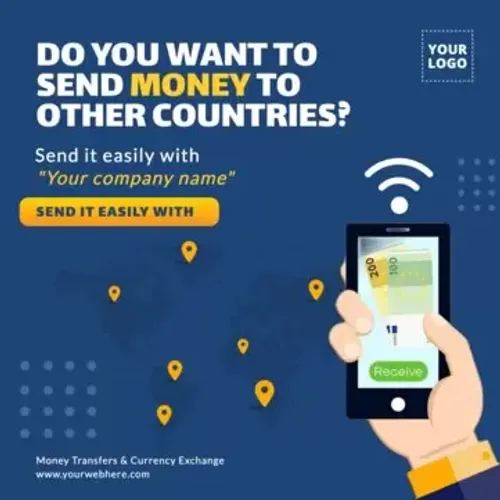 DO YOU WANT TO
SEND MONEY TO
OTHER COUNTRIES?
YOUR
LOGO
Send it easily with
"Your company name"
SEND IT EASILY WITH
200
100
Receive
Money Transfers & Currency Exchange
www.yourwebhere.com